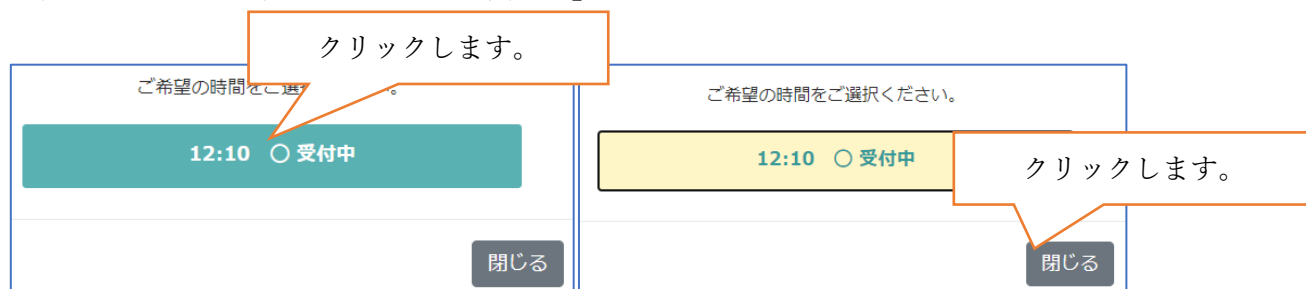 クリックします。
ご希望の時間をご選
12:10 ○ 受付中
閉じる
ご希望の時間をご選択ください。
12:10 ○ 受付中
クリックします。
閉じる